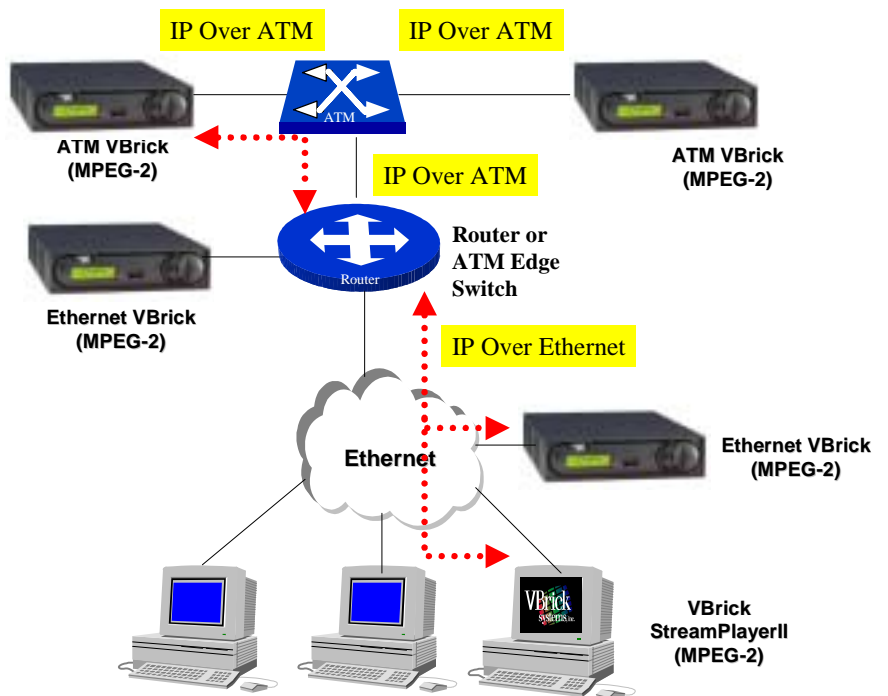 IP Over ATM
IP Over ATM
ATM
ATM VBrick
(MPEG-2)
ATM VBrick
(MPEG-2)
IP Over ATM
Router
Router or
ATM Edge
Switch
Ethernet VBrick
(MPEG-2)
IP Over Ethernet
Ethernet
Ethernet VBrick
(MPEG-2)
VBrick
systems, inc.
VBrick
StreamPlayerII
(MPEG-2)